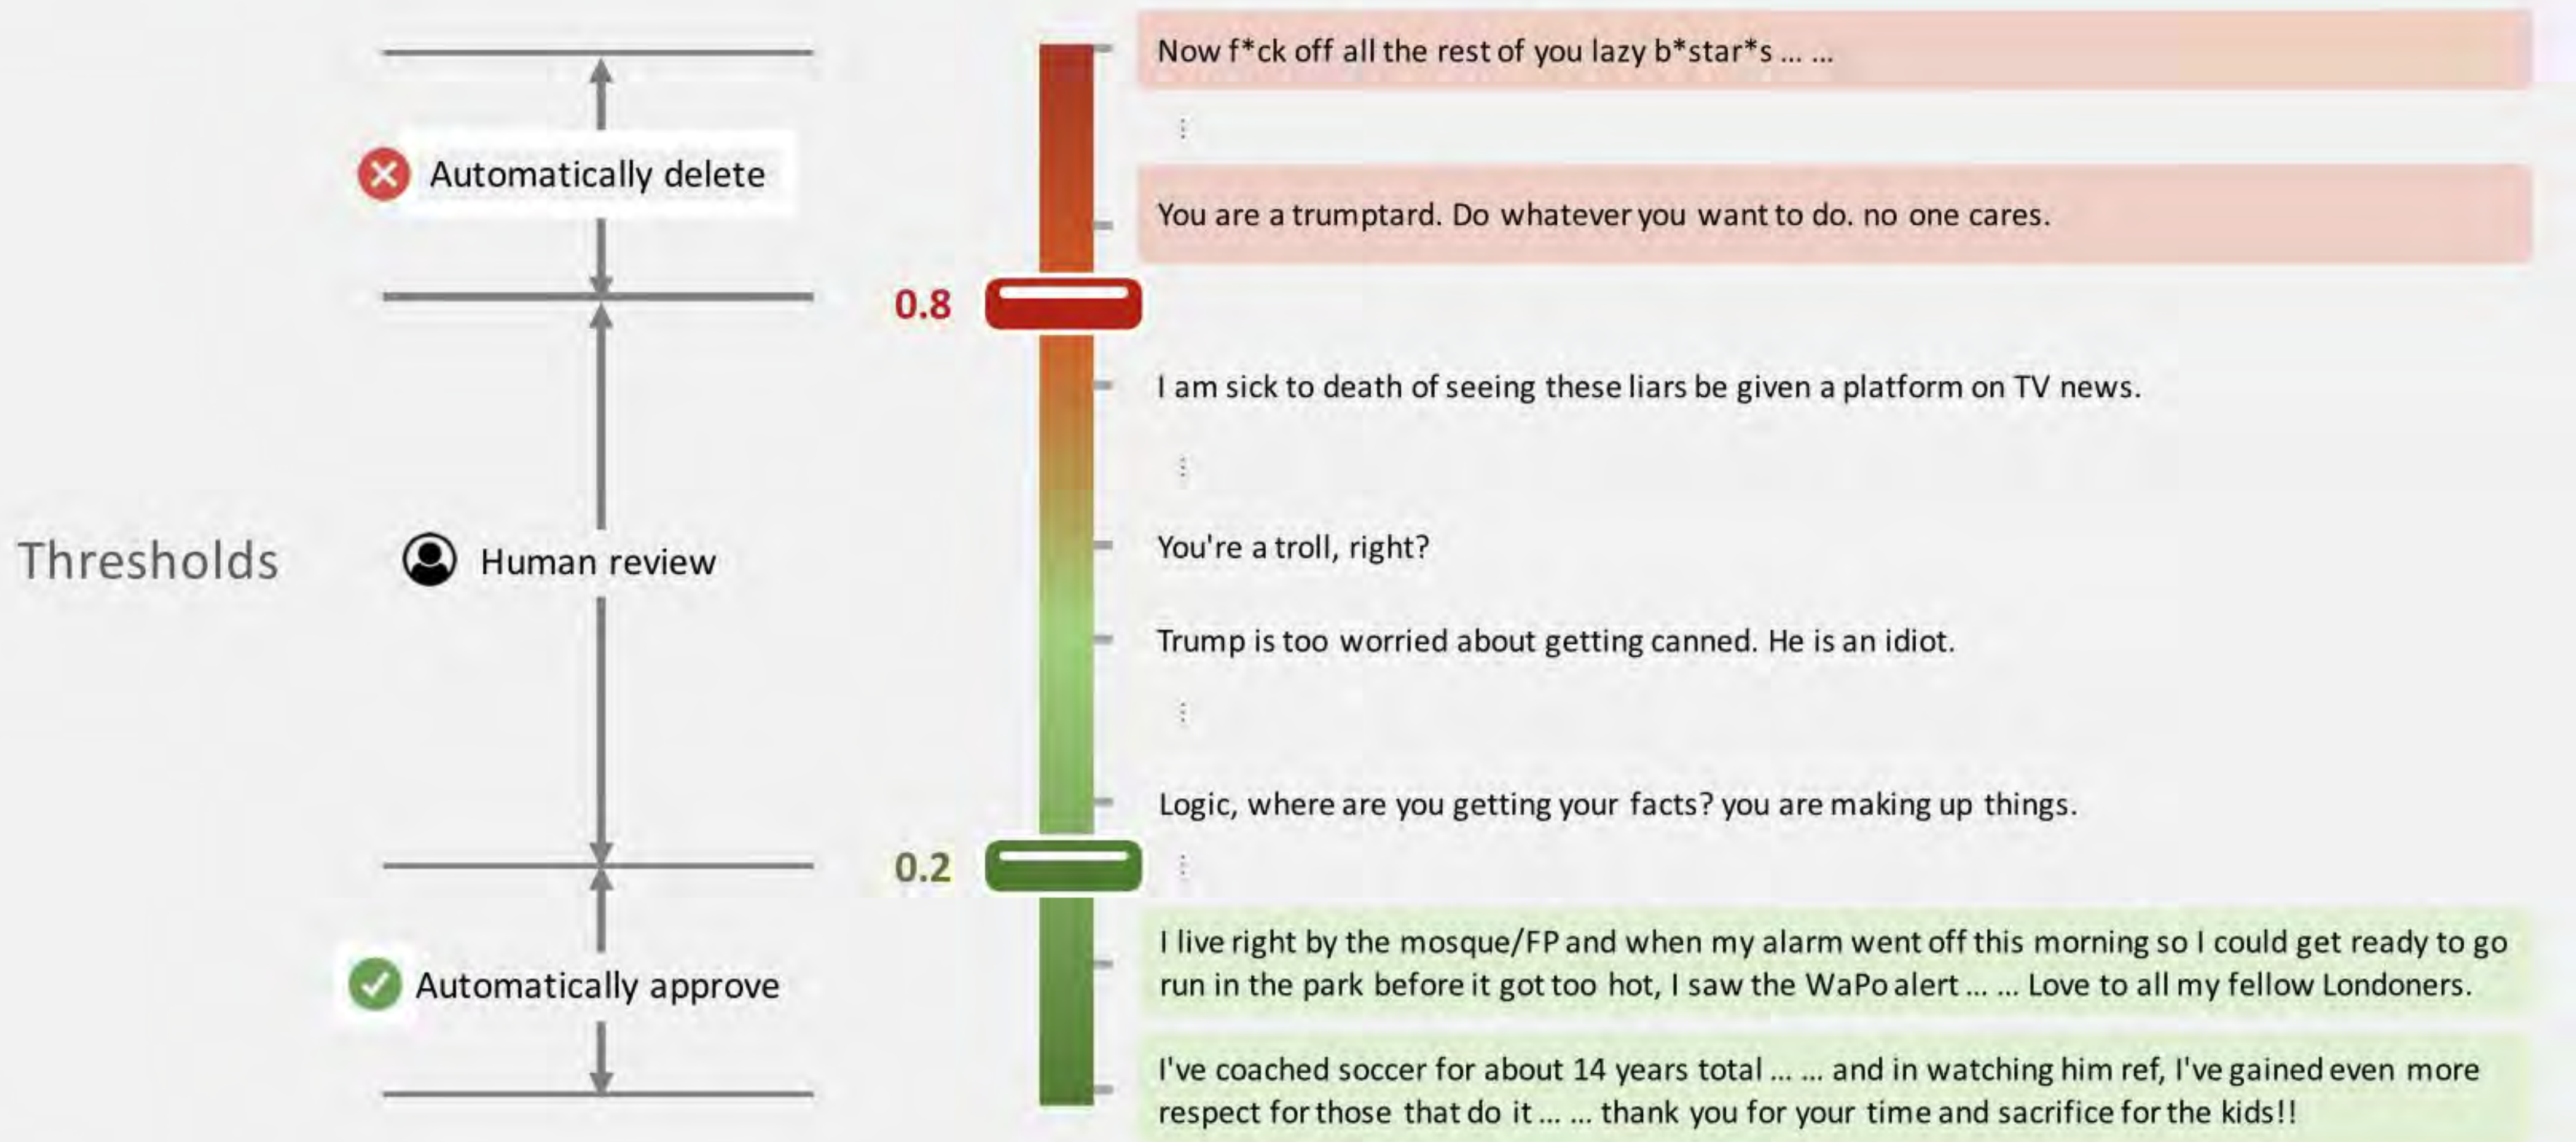 Now f*ck off all the rest of you lazy b*star*s ... ...
Automatically delete
You are a trumptard. Do whatever you want to do. no one cares.
0.8
I am sick to death of seeing these liars be given a platform on TV news.
Thresholds
Human review
You're a troll, right?
Trump is too worried about getting canned. He is an idiot.
Logic, where are you getting your facts? you are making up things.
0.2
Automatically approve
I live right by the mosque/FP and when my alarm went off this morning so I could get ready to go
run in the park before it got too hot, I saw the WaPo alert ... ... Love to all my fellow Londoners.
I've coached soccer for about 14 years total ... ... and in watching him ref, I've gained even more
respect for those that do it ... ... thank you for your time and sacrifice for the kids!!